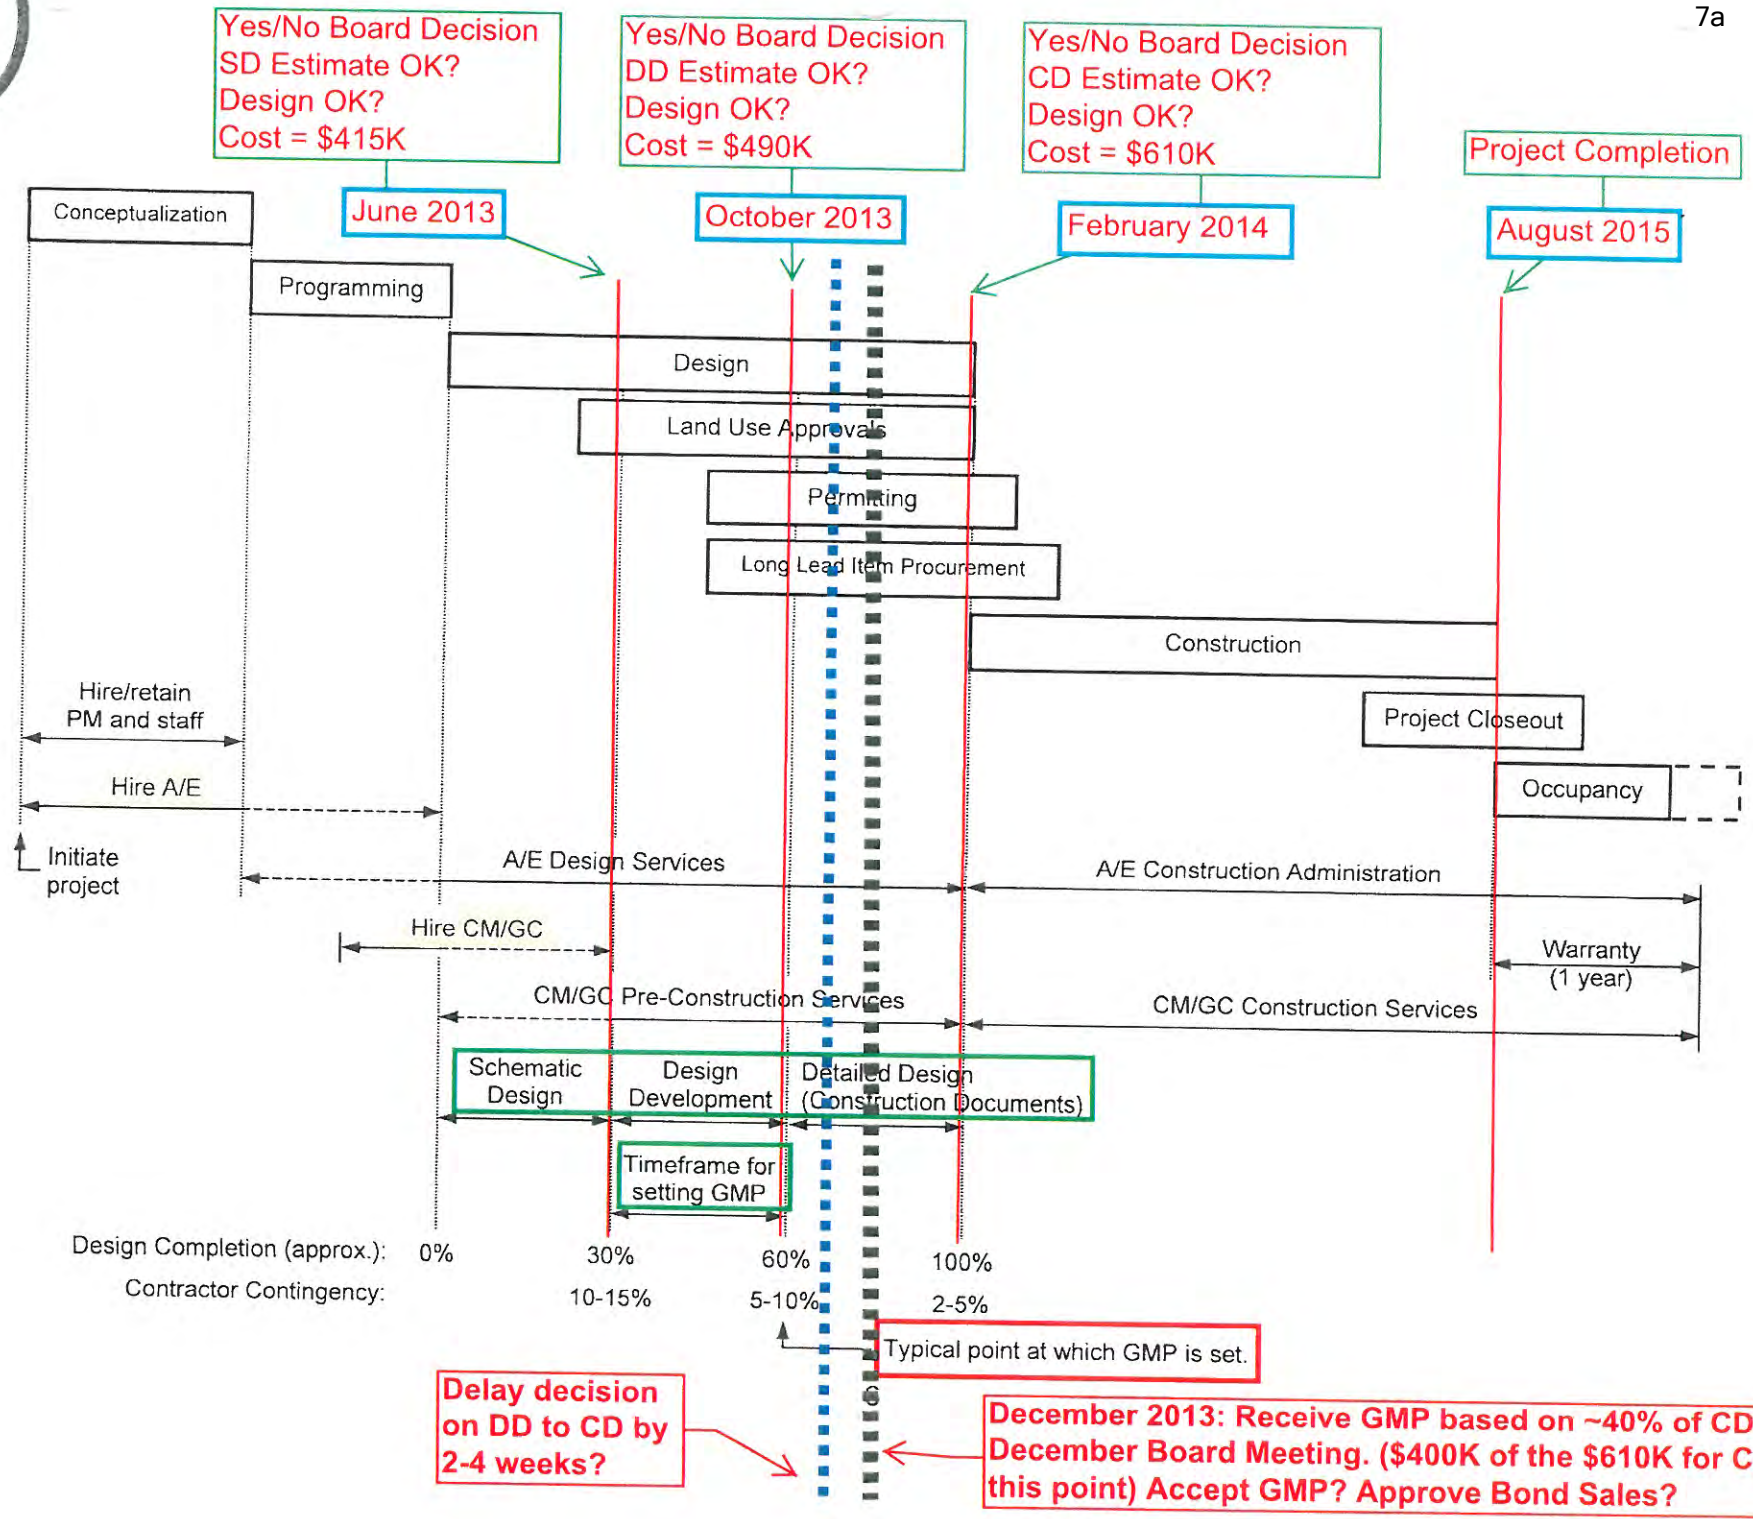 7a
Yes/No Board Decision
SD Estimate OK?
Design OK?
Cost = $415K
Yes/No Board Decision
DD Estimate OK?
Design OK?
Cost = $490K
Yes/No Board Decision
CD Estimate OK?
Design OK?
Cost = $610K
Project Completion
June 2013
October 2013
February 2014
August 2015
Conceptualization
Programming
Design
Land Use Approvals
Permitting
Long Lead Item Procurement
Construction
Project Closeout
Occupancy
Hire/retain
PM and staff
Hire A/E
Initiate
project
A/E Design Services
A/E Construction Administration
Hire CM/GC
Warranty
(1 year)
CM/GC Pre-Construction Services
CM/GC Construction Services
Schematic
Design
Design
Development
Detailed Design
(Construction Documents)
Timeframe for
setting GMP
Design Completion (approx.): 0% 30% 60% 100%
Contractor Contingency: 10-15% 5-10% 2-5%
Typical point at which GMP is set.
Delay decision
on DD to CD by
2-4 weeks?
December 2013: Receive GMP based on ~40% of CD
December Board Meeting. ($400K of the $610K for C
this point) Accept GMP? Approve Bond Sales?